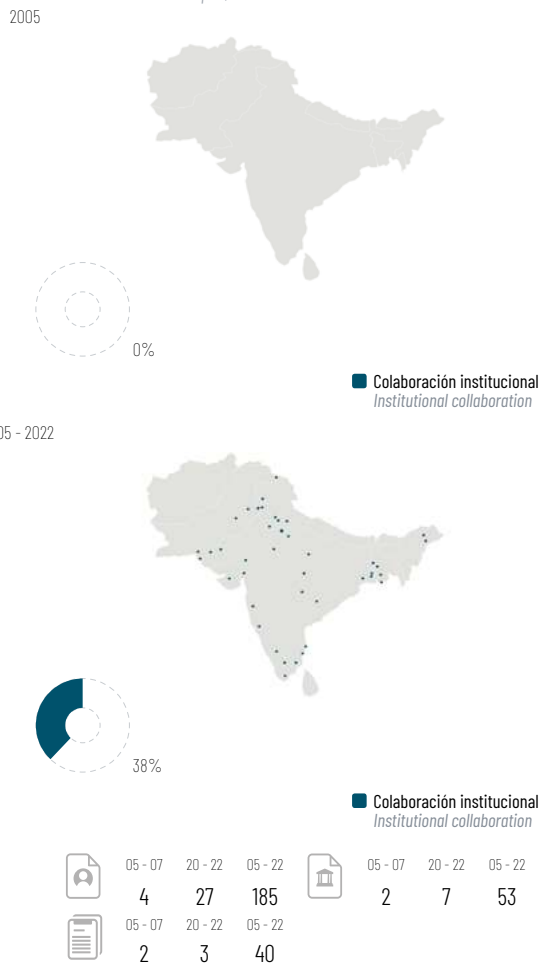 2005
0%
Colaboración institucional
Institutional collaboration
05 - 2022
38%
Colaboración institucional
Institutional collaboration
05 - 07 20 - 22 05 - 22 05 - 07 20 - 22 05 - 22
4 27 185 2 7 53
05 - 07 20 - 22 05 - 22
2 3 40